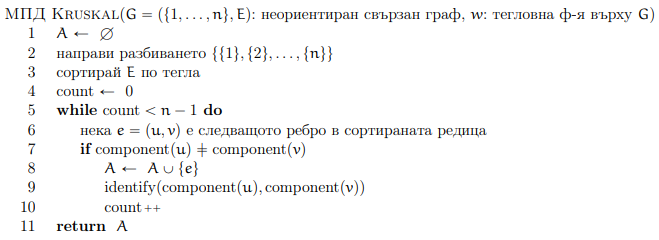 МПД KRUSKAL(G = ({1, . . . , n}, E): неориентиран свързан граф, w: тегловна ф-я върху G)
1 A ← ∅
2 направи разбиването {{1}, {2}, . . . , {n}}
3 сортирай E по тегла
4 count ← 0
5 while count < n − 1 do
6 нека e = (u, v) е следващото ребро в сортираната редица
7 if component(u) ≠ component(v)
8 A ← A ∪ {e}
9 identify(component(u), component(v))
10 count ++
11 return A